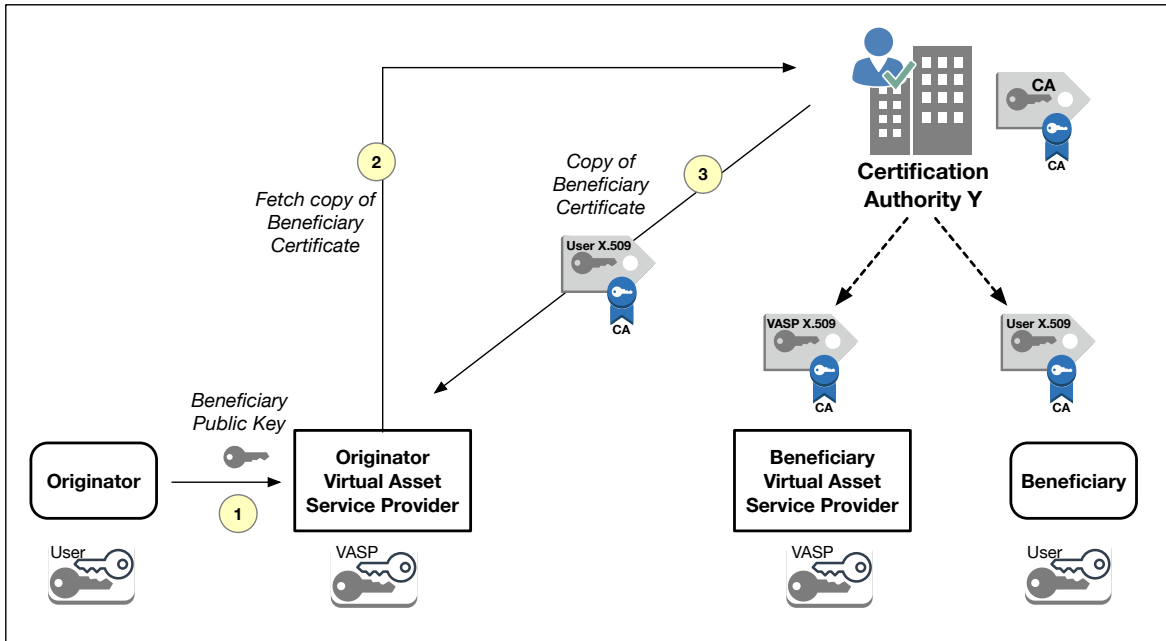 CA
CA
Certification
Authority Y
2
Fetch copy of
Beneficiary
Certificate
Copy of
Beneficiary
Certificate
3
User X.509
CA
VASP X.509
CA
User X.509
CA
Beneficiary
Public Key
1
Originator
Originator
Virtual Asset
Service Provider
Beneficiary
Virtual Asset
Service Provider
Beneficiary
User
VASP
VASP
User